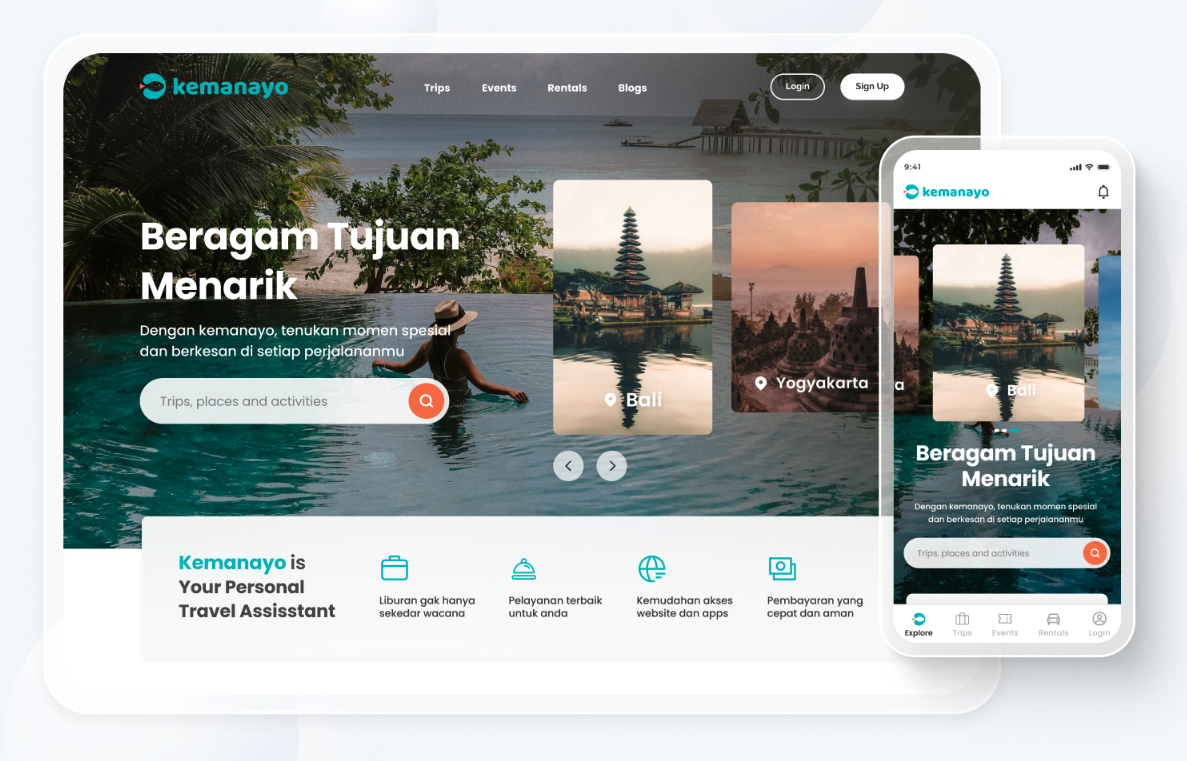 kemanayo
Trips
Events
Rentals
Blogs
Login
Sign Up
Beragam Tujuan
Menarik
Dengan kemanayo, tenukan momen spesial
dan berkesan di setiap perjalananmu
Trips, places and activities
Bali
Yogyakarta
Kemanayo is
Your Personal
Travel Assisstant
Liburan gak hanya
sekedar wacana
Pelayanan terbaik
untuk anda
Kemudahan akses
website dan apps
Pembayaran yang
cepat dan aman
9:41
kemanayo
a
Bali
Beragam Tujuan
Menarik
Dengan kemanayo, tenukan momen spesial
dan berkesan di setiap perjalananmu
Trips, places and activities
Explore
Trips
Events
Rentals
Login